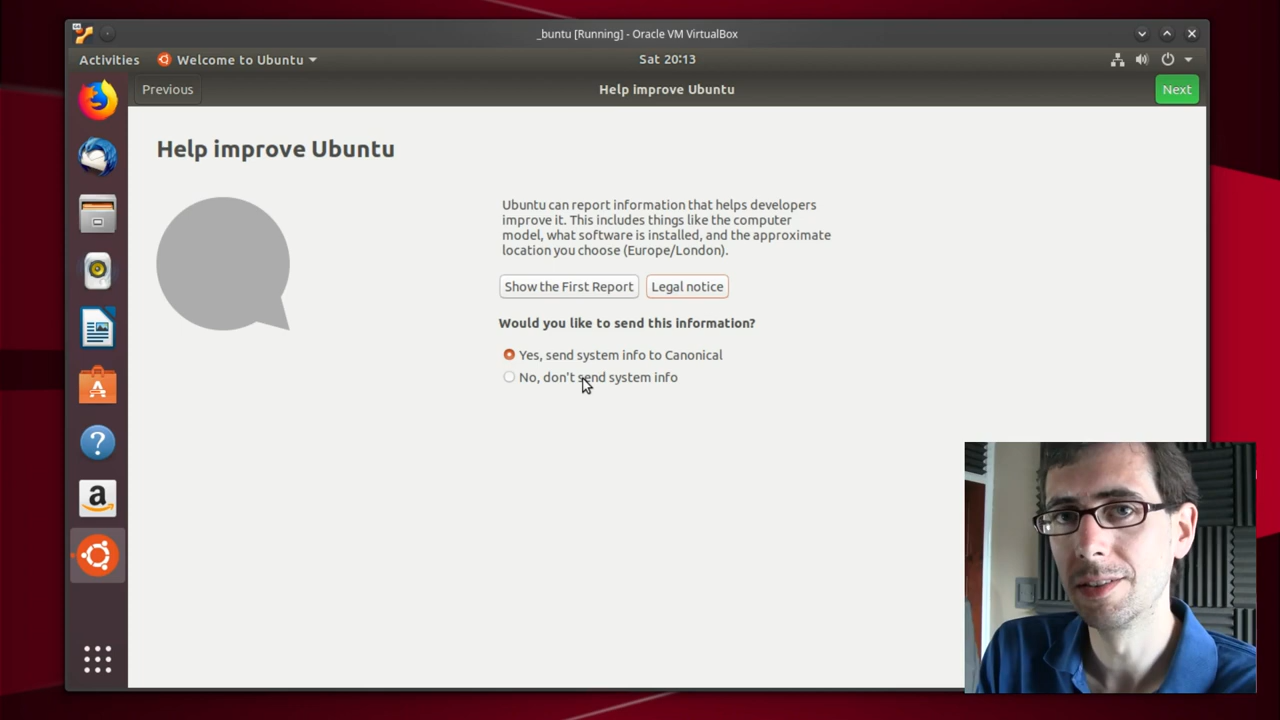 _buntu [Running] - Oracle VM VirtualBox
Activities Welcome to Ubuntu Sat 20:13
Previous Help improve Ubuntu Next
Help improve Ubuntu
Ubuntu can report information that helps developers
improve it. This includes things like the computer
model, what software is installed, and the approximate
location you choose (Europe/London).
Show the First Report Legal notice
Would you like to send this information?
Yes, send system info to Canonical
No, don't send system info